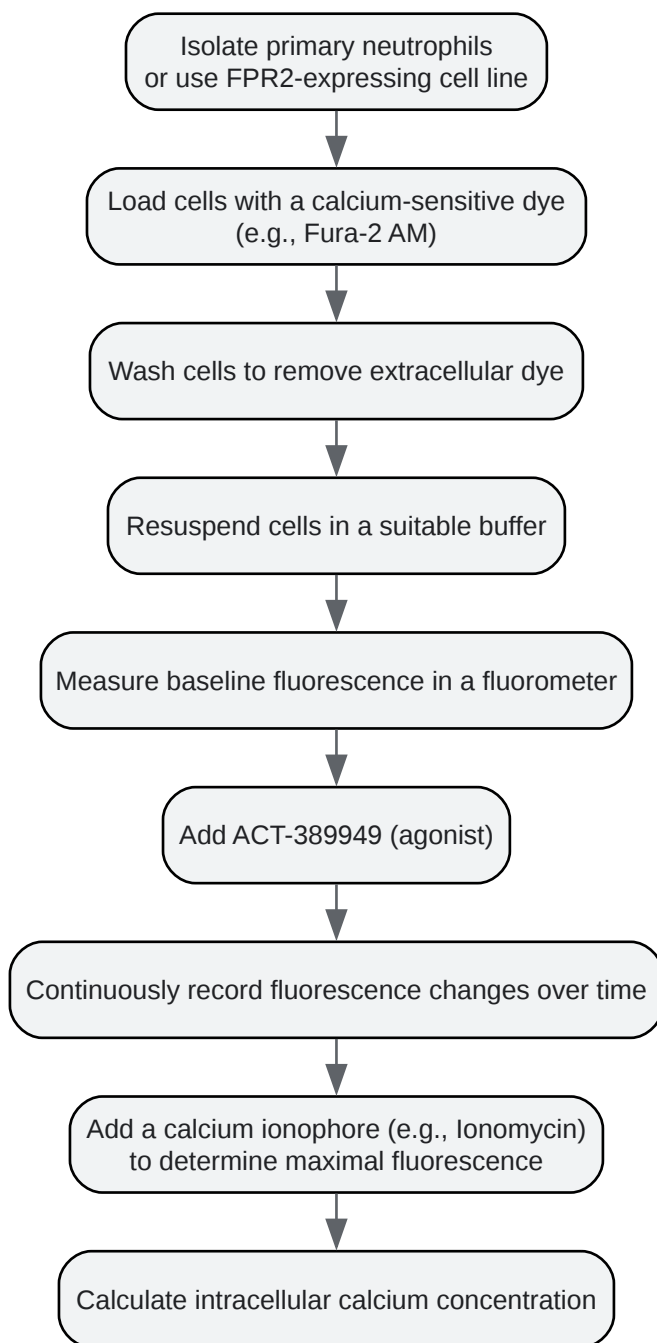 Isolate primary neutrophils
or use FPR2-expressing cell line
Load cells with a calcium-sensitive dye
(e.g., Fura-2 AM)
Wash cells to remove extracellular dye
Resuspend cells in a suitable buffer
Measure baseline fluorescence in a fluorometer
Add ACT-389949 (agonist)
Continuously record fluorescence changes over time
Add a calcium ionophore (e.g., Ionomycin)
to determine maximal fluorescence
Calculate intracellular calcium concentration